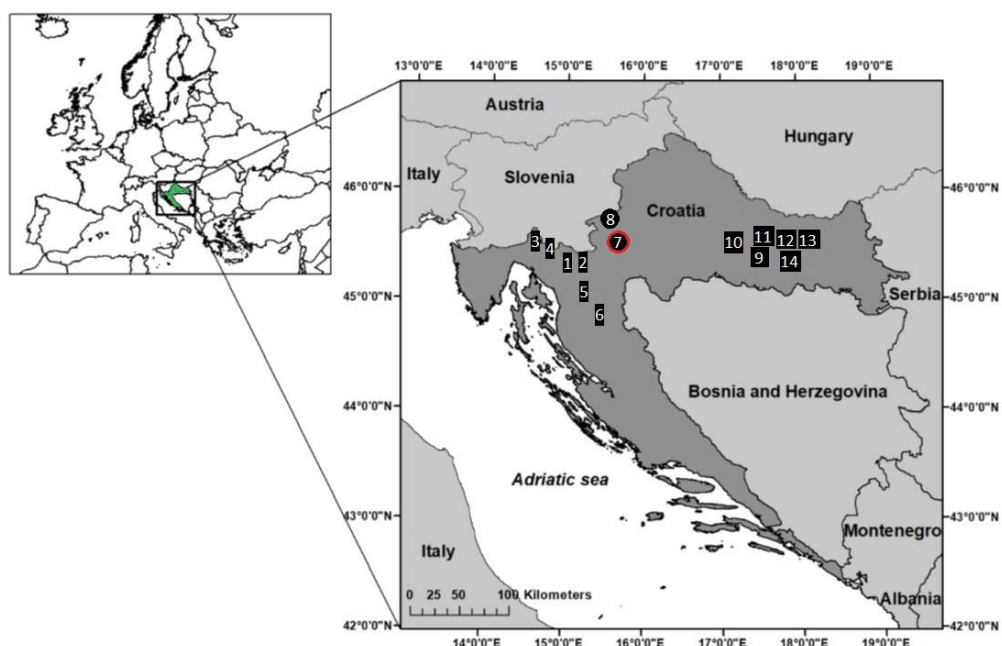 13°0'0"E 14°0'0"E 15°0'0"E 16°0'0"E 17°0'0"E 18°0'0"E 19°0'0"E
Austria
Hungary
Italy
Slovenia
46°0'0"N
46°0'0"N
Croatia
8
3
4
7
10
11
12
13
1
2
9
14
5
Serbia
45°0'0"N
45°0'0"N
6
Bosnia and Herzegovina
44°0'0"N
44°0'0"N
Adriatic sea
43°0'0"N
43°0'0"N
Montenegro
Italy
Albania
0 25 50 100 Kilometers
42°0'0"N
42°0'0"N
14°0'0"E 15°0'0"E 16°0'0"E 17°0'0"E 18°0'0"E 19°0'0"E